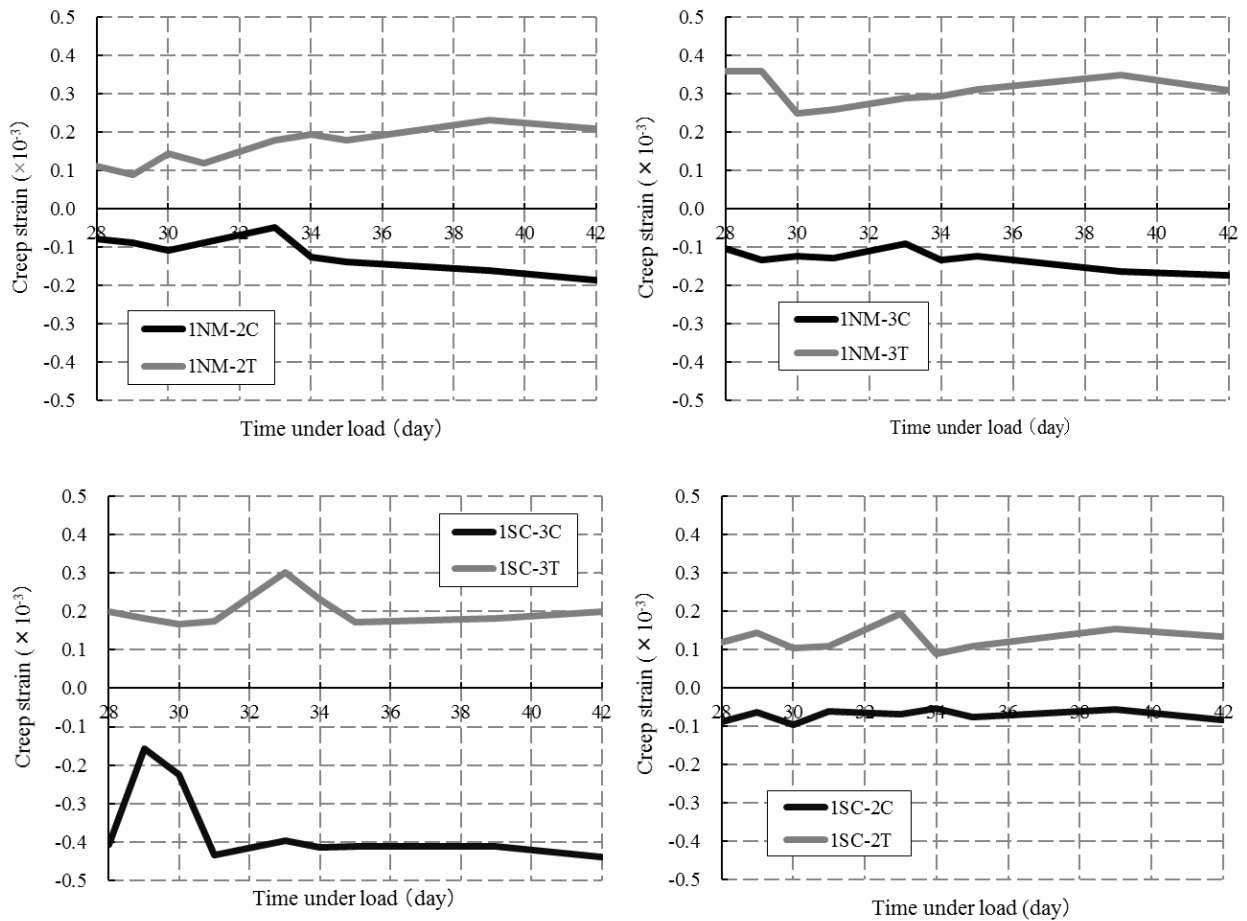 0.5
0.4
0.3
0.2
0.1
0.0
-0.1
-0.2
-0.3
-0.4
-0.5
28 30 32 34 36 38 40 42
Creep strain (×10-3)
1NM-2C
1NM-2T
Time under load（day）
0.5
0.4
0.3
0.2
0.1
0.0
-0.1
-0.2
-0.3
-0.4
-0.5
28 30 32 34 36 38 40 42
Creep strain (×10-3)
1NM-3C
1NM-3T
Time under load（day）
0.5
0.4
0.3
0.2
0.1
0.0
-0.1
-0.2
-0.3
-0.4
-0.5
28 30 32 34 36 38 40 42
Creep strain (×10-3)
1SC-3C
1SC-3T
Time under load（day）
0.5
0.4
0.3
0.2
0.1
0.0
-0.1
-0.2
-0.3
-0.4
-0.5
28 30 32 34 36 38 40 42
Creep strain (×10-3)
1SC-2C
1SC-2T
Time under load (day)